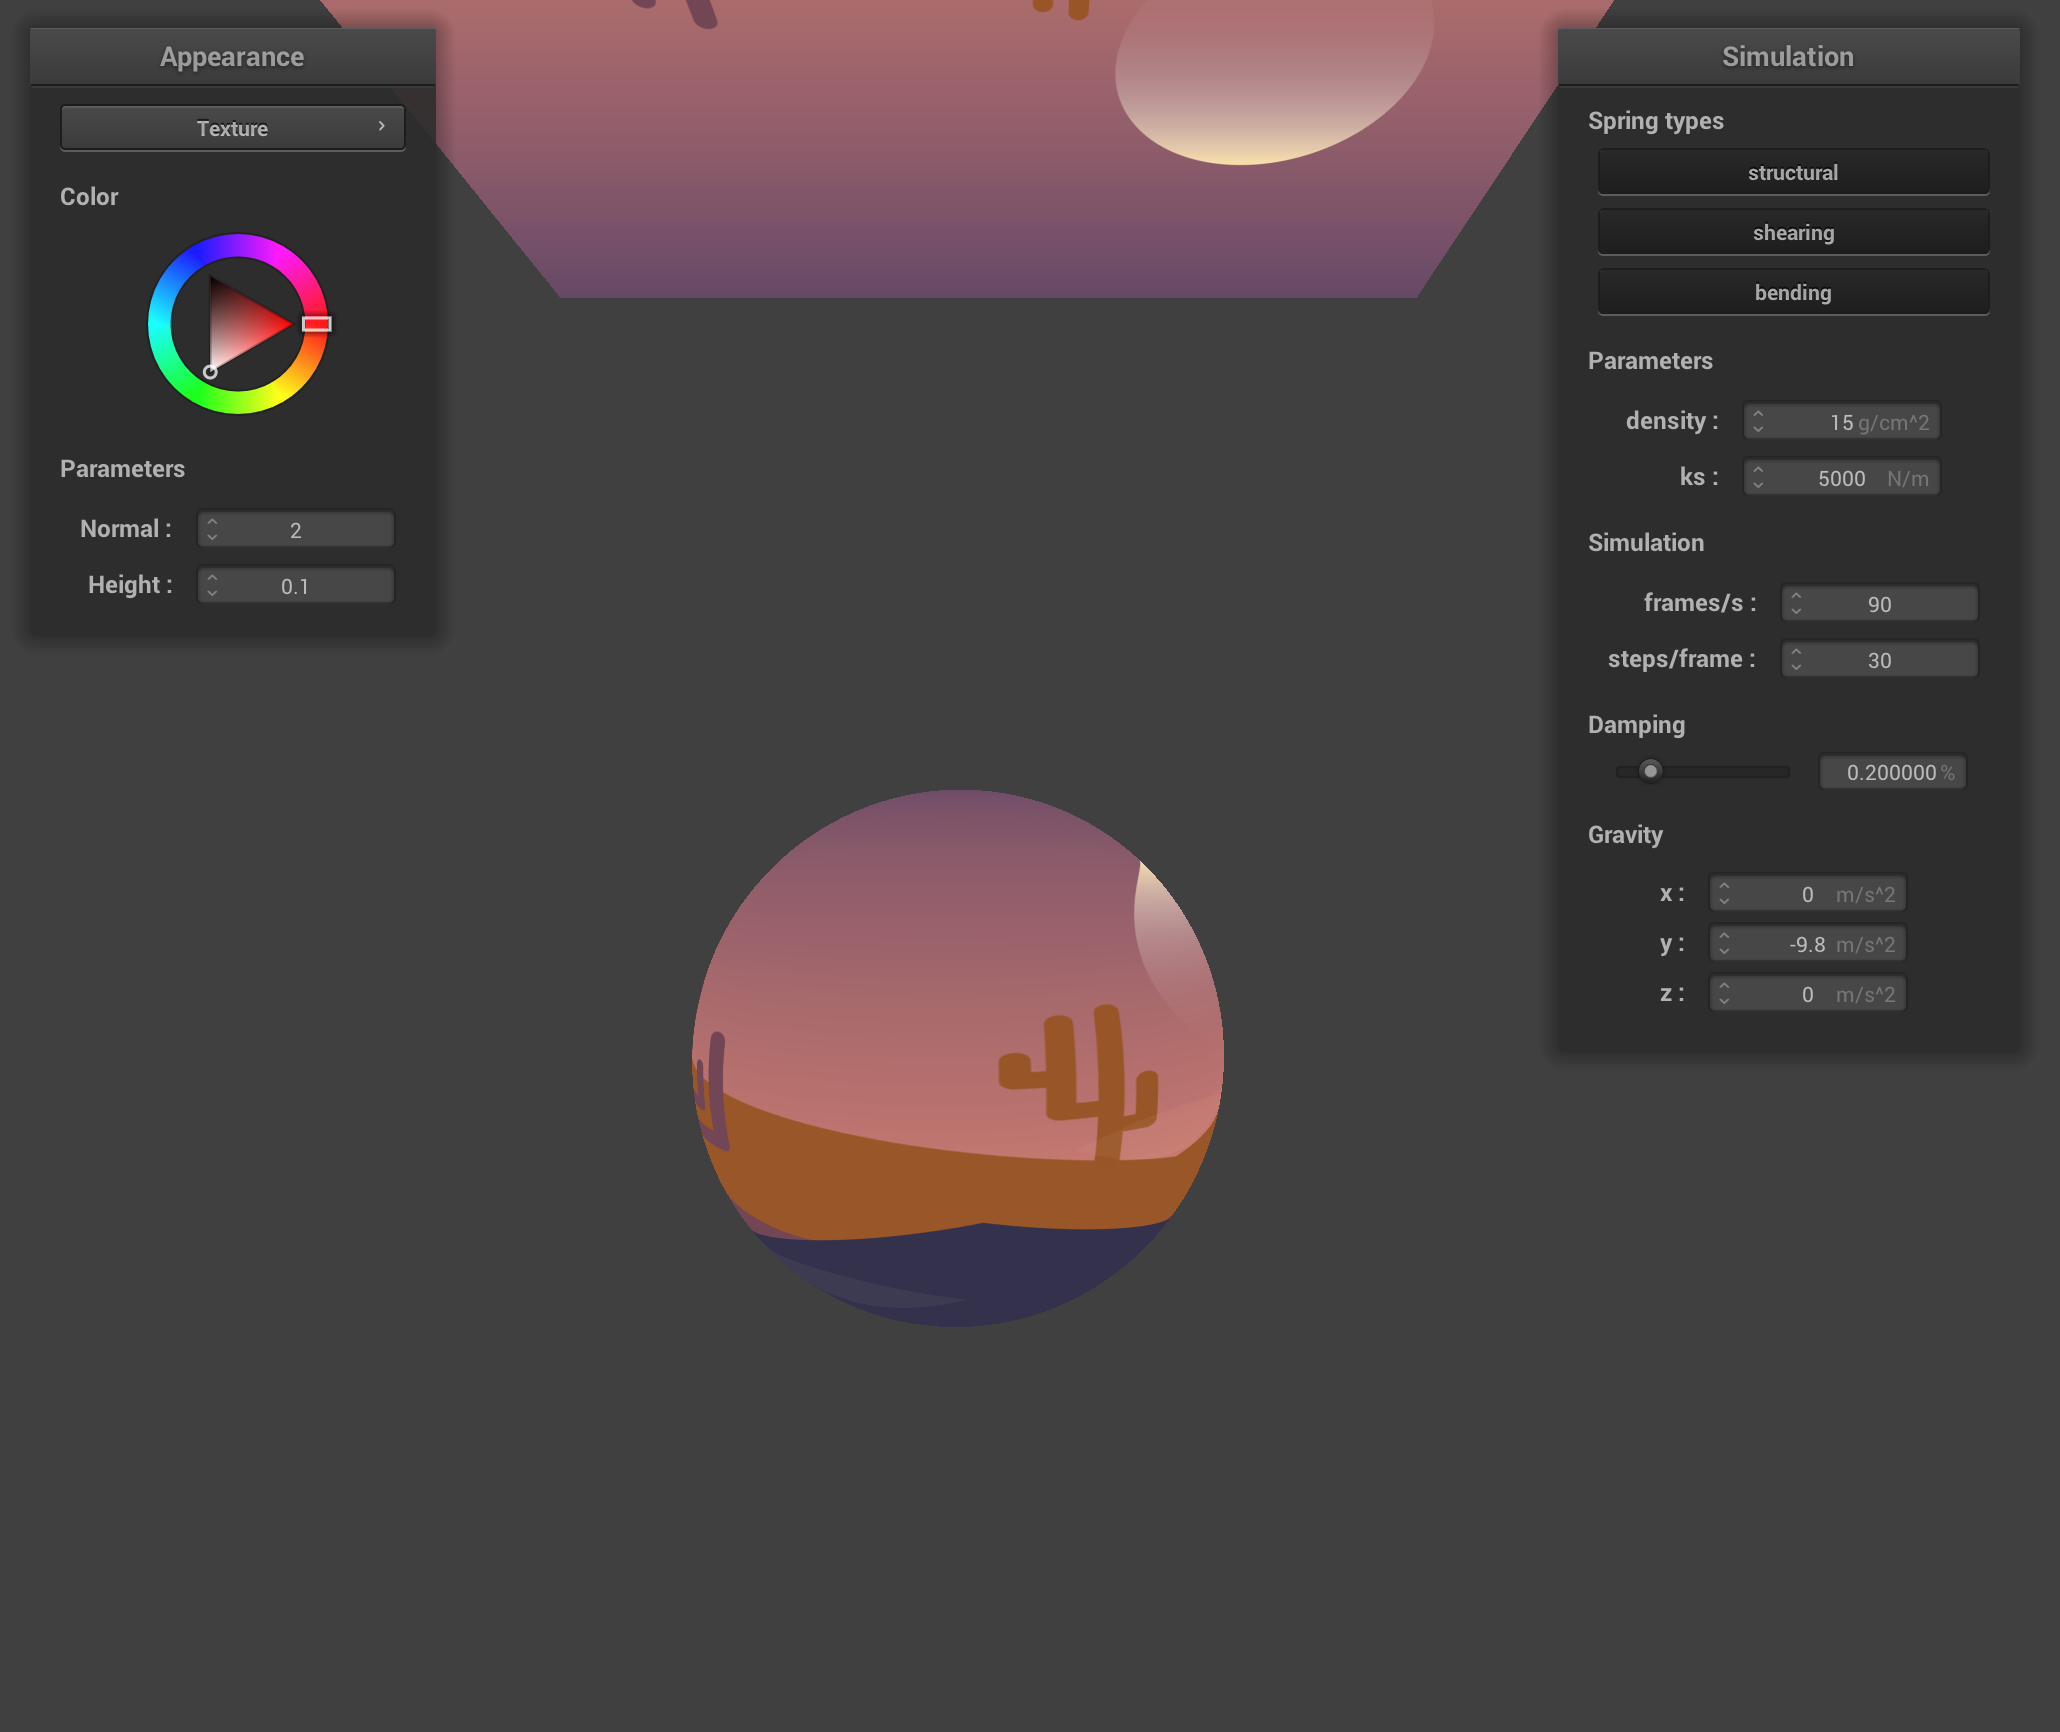 Appearance
Texture
Color
Parameters
Normal : 2
Height : 0.1
Simulation
Spring types
structural
shearing
bending
Parameters
density : 15 g/cm^2
ks : 5000 N/m
Simulation
frames/s : 90
steps/frame : 30
Damping
0.200000 %
Gravity
x : 0 m/s^2
y : -9.8 m/s^2
z : 0 m/s^2